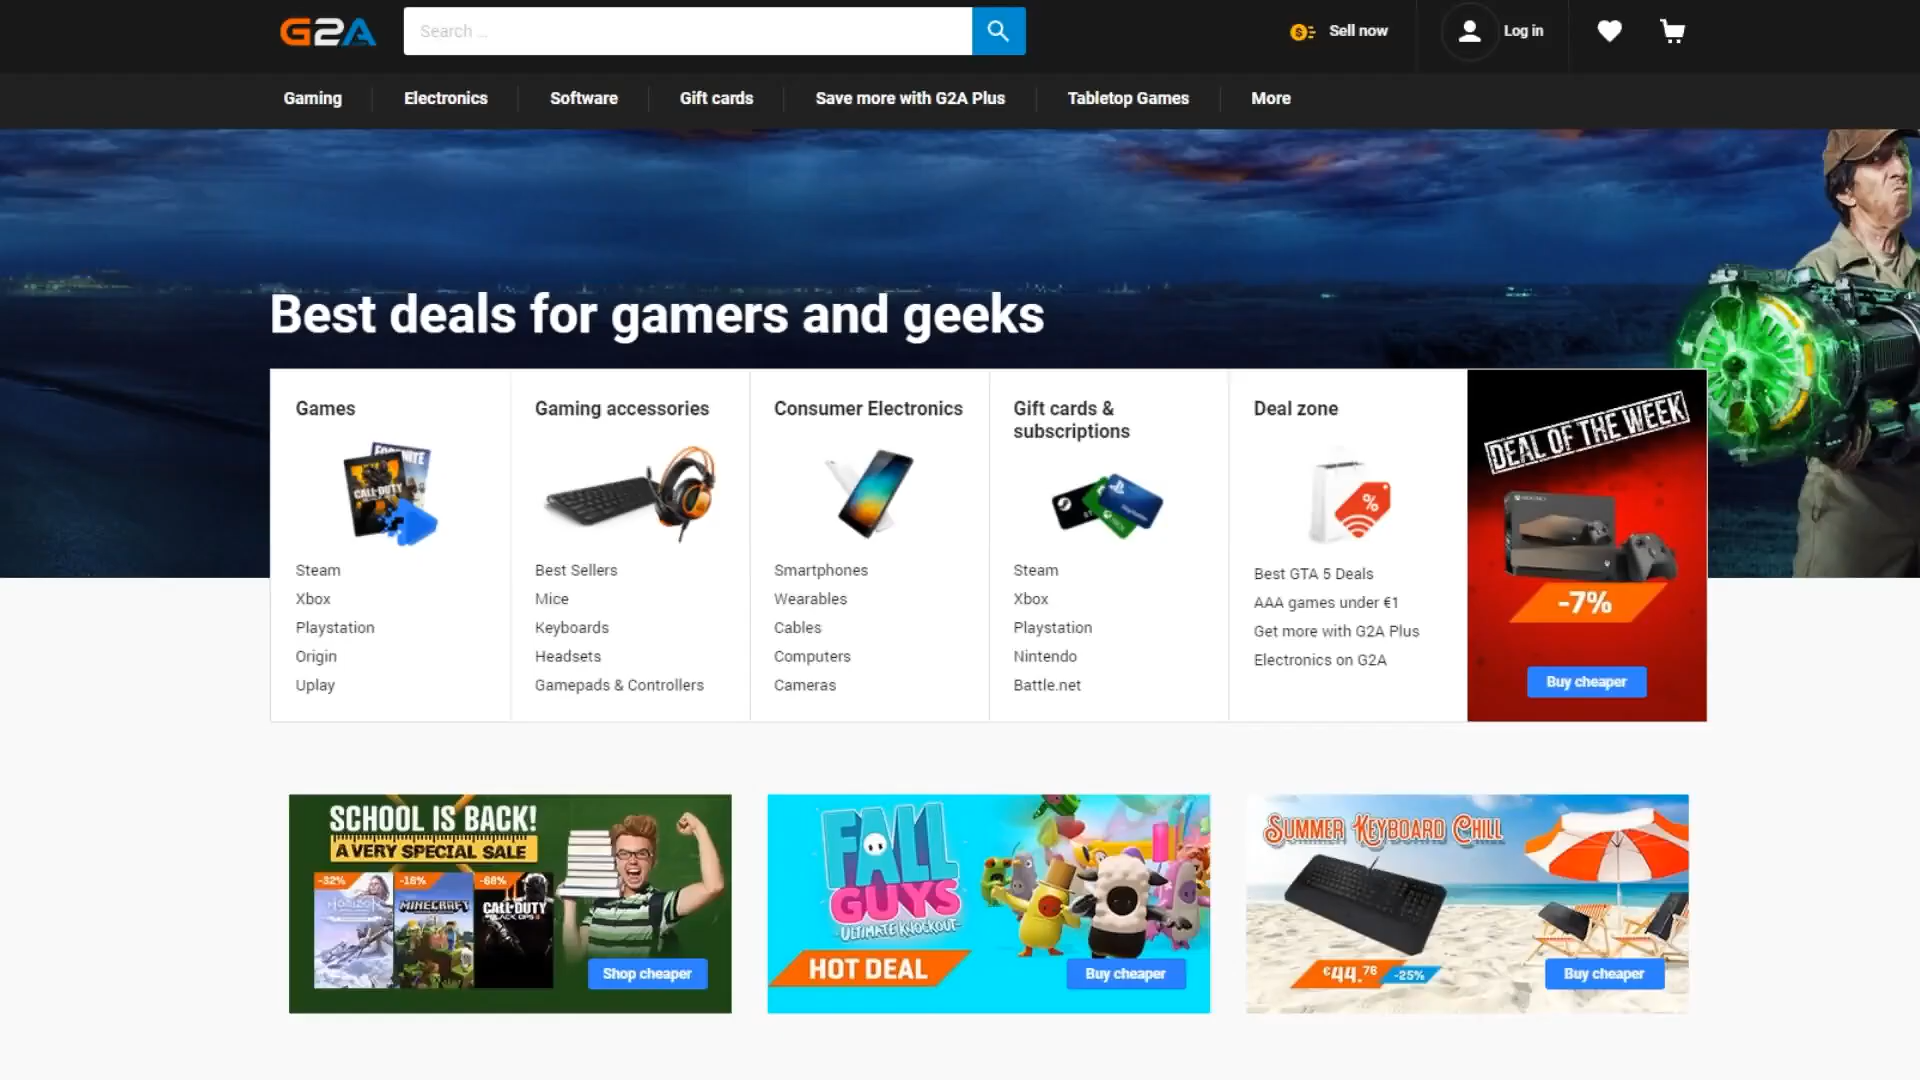 G2A
Search ...
Sell now
Log in
Gaming
Electronics
Software
Gift cards
Save more with G2A Plus
Tabletop Games
More
Best deals for gamers and geeks
Games
Steam
Xbox
Playstation
Origin
Uplay
Gaming accessories
Best Sellers
Mice
Keyboards
Headsets
Gamepads & Controllers
Consumer Electronics
Smartphones
Wearables
Cables
Computers
Cameras
Gift cards &
subscriptions
Steam
Xbox
Playstation
Nintendo
Battle.net
Deal zone
%
Best GTA 5 Deals
AAA games under €1
Get more with G2A Plus
Electronics on G2A
DEAL OF THE WEEK
-7%
Buy cheaper
CALL DUTY
SCHOOL IS BACK!
A VERY SPECIAL SALE
-32%
-16%
-68%
HORIZON
MINECRAFT
CALL DUTY
BLACK OPS II
Shop cheaper
FALL
GUYS
ULTIMATE KNOCKOUT
HOT DEAL
Buy cheaper
SUMMER KEYBOARD CHILL
€44.76
-25%
Buy cheaper